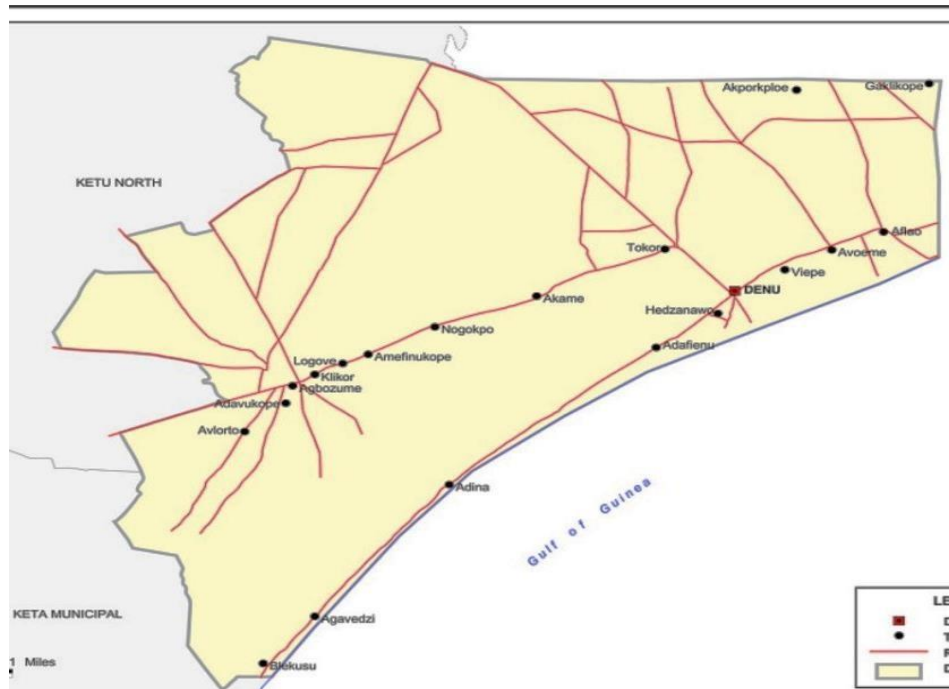 Akporkploe
Gaklikope
KETU NORTH
Aflao
Tokor
Avoeme
Viepe
DENU
Akame
Hedzanawo
Nogokpo
Adafienu
Logove
Amefinukope
Klikor
Agbozume
Adavukope
Avlorto
Adina
Gulf of Guinea
KETA MUNICIPAL
Agavedzi
1 Miles
Blekusu
LE
D
T
R
D